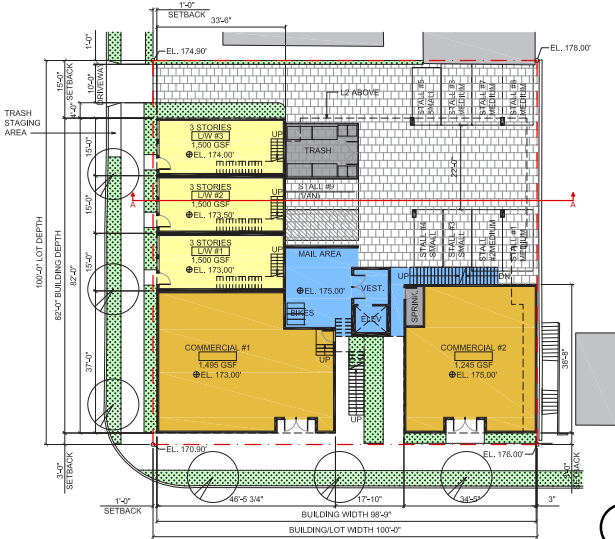 1'-0"
SETBACK
33'-6"
EL. 174.90'
EL. 178.00'
1'-0"
15'-0"
SETBACK
10'-0"
DRIVEWAY
4'-0"
TRASH
STAGING
AREA
L2 ABOVE
STALL #5
SMALL
STALL #6
MEDIUM
STALL #7
MEDIUM
STALL #8
MEDIUM
3 STORIES
L/W #3
1,500 GSF
EL. 174.00'
UP
TRASH
15'-0"
22'-0"
3 STORIES
L/W #2
1,500 GSF
EL. 173.50'
UP
STALL #9
(VAN)
15'-0"
A
A
3 STORIES
L/W #1
1,500 GSF
EL. 173.00'
UP
15'-0"
STALL #4
SMALL
STALL #3
SMALL
STALL
#2MEDIUM
STALL #1
MEDIUM
100'-0" LOT DEPTH
82'-0" BUILDING DEPTH
82'-0"
MAIL AREA
EL. 175.00'
VEST.
UP
DN
BIKES
ELEV
SPRINK.
COMMERCIAL #1
1,495 GSF
EL. 173.00'
UP
UP
COMMERCIAL #2
1,245 GSF
EL. 175.00'
37'-0"
38'-8"
EL. 170.90'
EL. 176.00'
3'-0"
SETBACK
SETBACK
1'-0"
SETBACK
46'-5 3/4"
17'-10"
34'-5"
3"
BUILDING WIDTH 98'-9"
BUILDING/LOT WIDTH 100'-0"